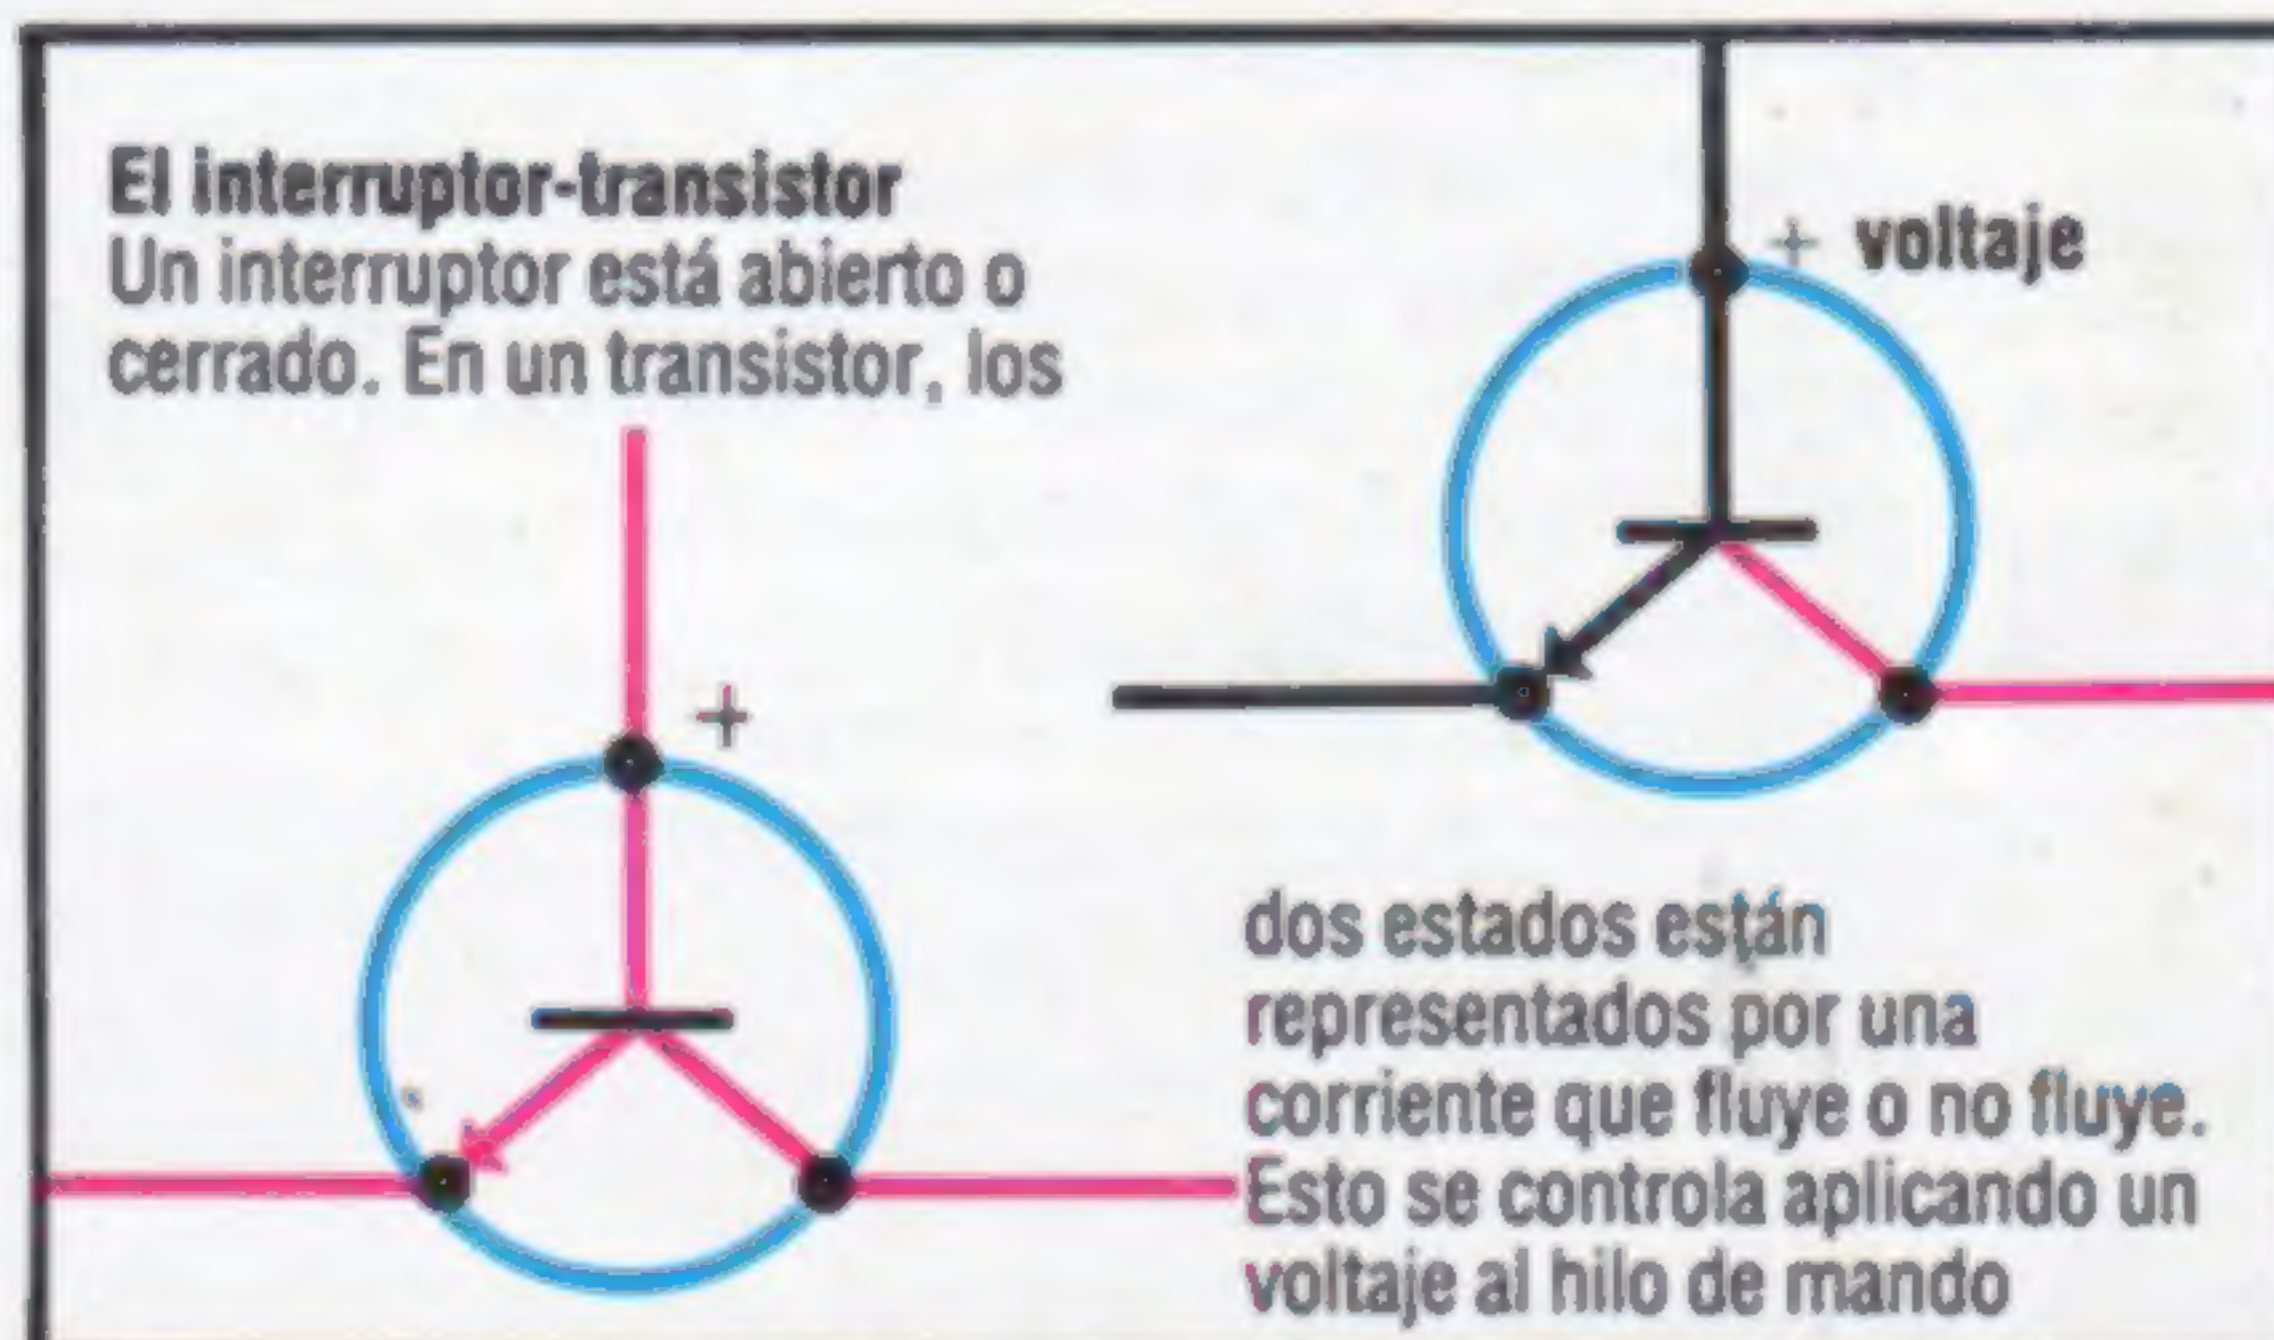 El interruptor-transistor
Un interruptor está abierto o
cerrado. En un transistor, los
+ voltaje
+
dos estados están
representados por una
corriente que fluye o no fluye.
Esto se controla aplicando un
voltaje al hilo de mando